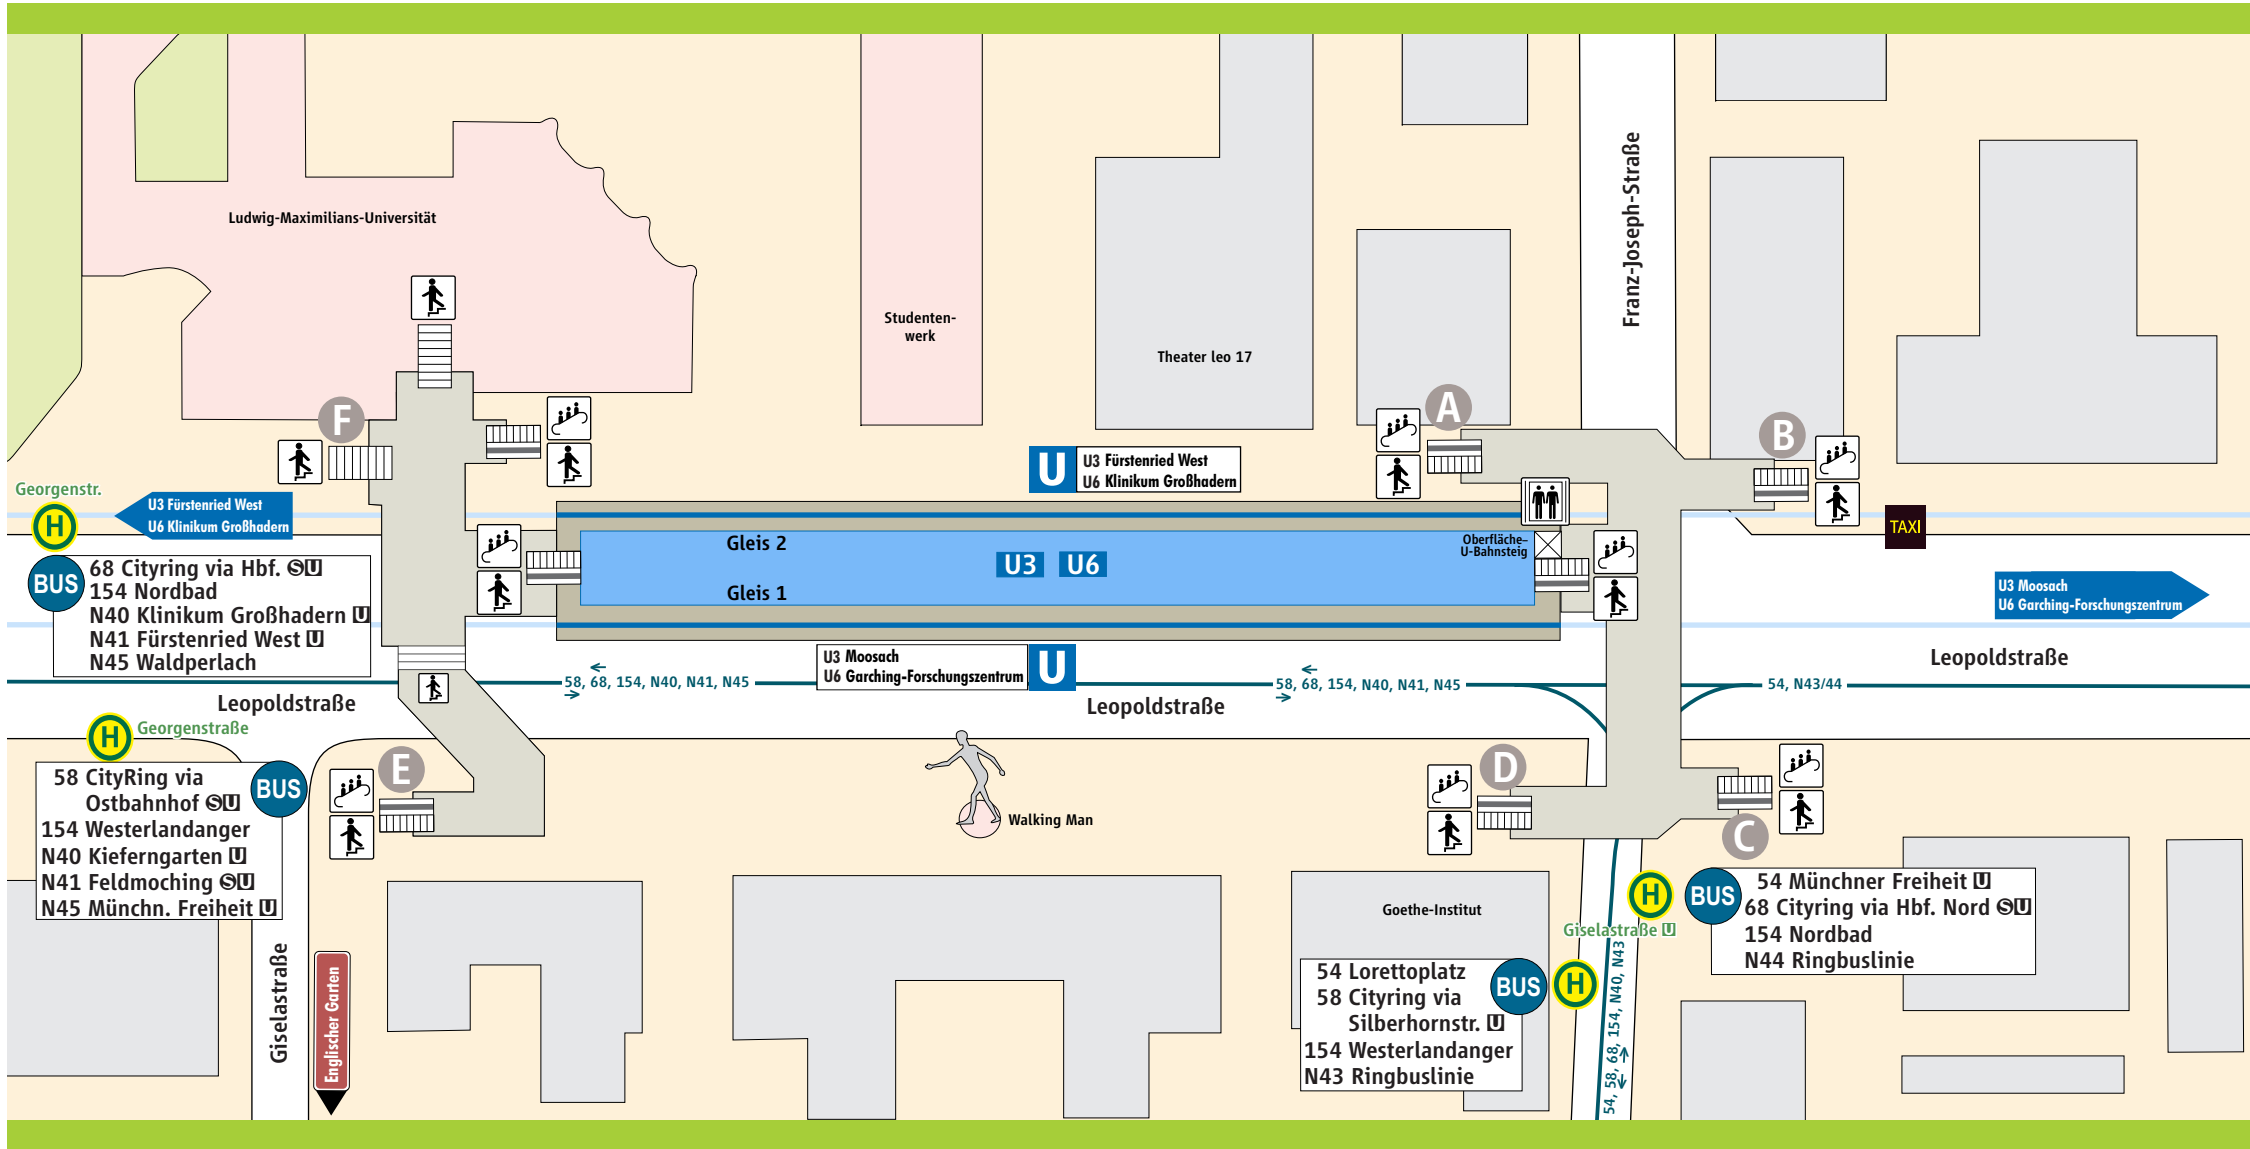 Ludwig-Maximilians-Universität
Studenten-
werk
Theater leo 17
Franz-Joseph-Straße
F
A
B
U
U3 Fürstenried West
U6 Klinikum Großhadern
Georgenstr.
H
U3 Fürstenried West
U6 Klinikum Großhadern
BUS
68 Cityring via Hbf. S U
154 Nordbad
N40 Klinikum Großhadern U
N41 Fürstenried West U
N45 Waldperlach
Gleis 2
Gleis 1
U3 U6
Oberfläche-
U-Bahnsteig
TAXI
U3 Moosach
U6 Garching-Forschungszentrum
U3 Moosach
U6 Garching-Forschungszentrum
U
58, 68, 154, N40, N41, N45
58, 68, 154, N40, N41, N45
54, N43/44
Leopoldstraße
Leopoldstraße
Leopoldstraße
H
Georgenstraße
BUS
58 CityRing via
Ostbahnhof S U
154 Westerlandanger
N40 Kieferngarten U
N41 Feldmoching S U
N45 Münchn. Freiheit U
E
D
C
Walking Man
Giselastraße
Englischer Garten
Goethe-Institut
54 Lorettoplatz
58 Cityring via
Silberhornstr. U
154 Westerlandanger
N43 Ringbuslinie
BUS
H
H
Giselastraße U
54, 58, 68, 154, N40, N43
BUS
54 Münchner Freiheit U
68 Cityring via Hbf. Nord S U
154 Nordbad
N44 Ringbuslinie